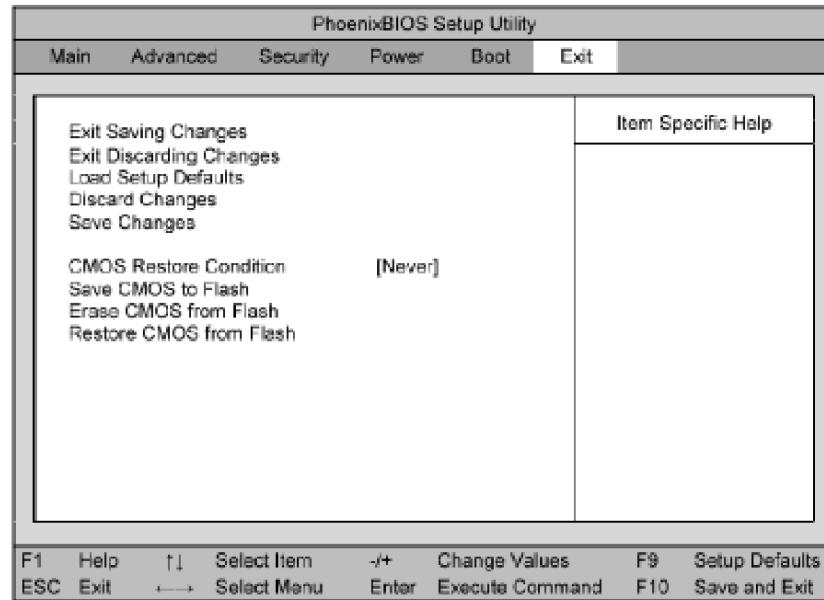 PhoenixBIOS Setup Utility
Main Advanced Security Power Boot Exit
Exit Saving Changes
Exit Discarding Changes
Load Setup Defaults
Discard Changes
Save Changes
CMOS Restore Condition [Never]
Save CMOS to Flash
Erase CMOS from Flash
Restore CMOS from Flash
Item Specific Help
F1 Help ↑↓ Select Item -/+ Change Values F9 Setup Defaults
ESC Exit ←→ Select Menu Enter Execute Command F10 Save and Exit